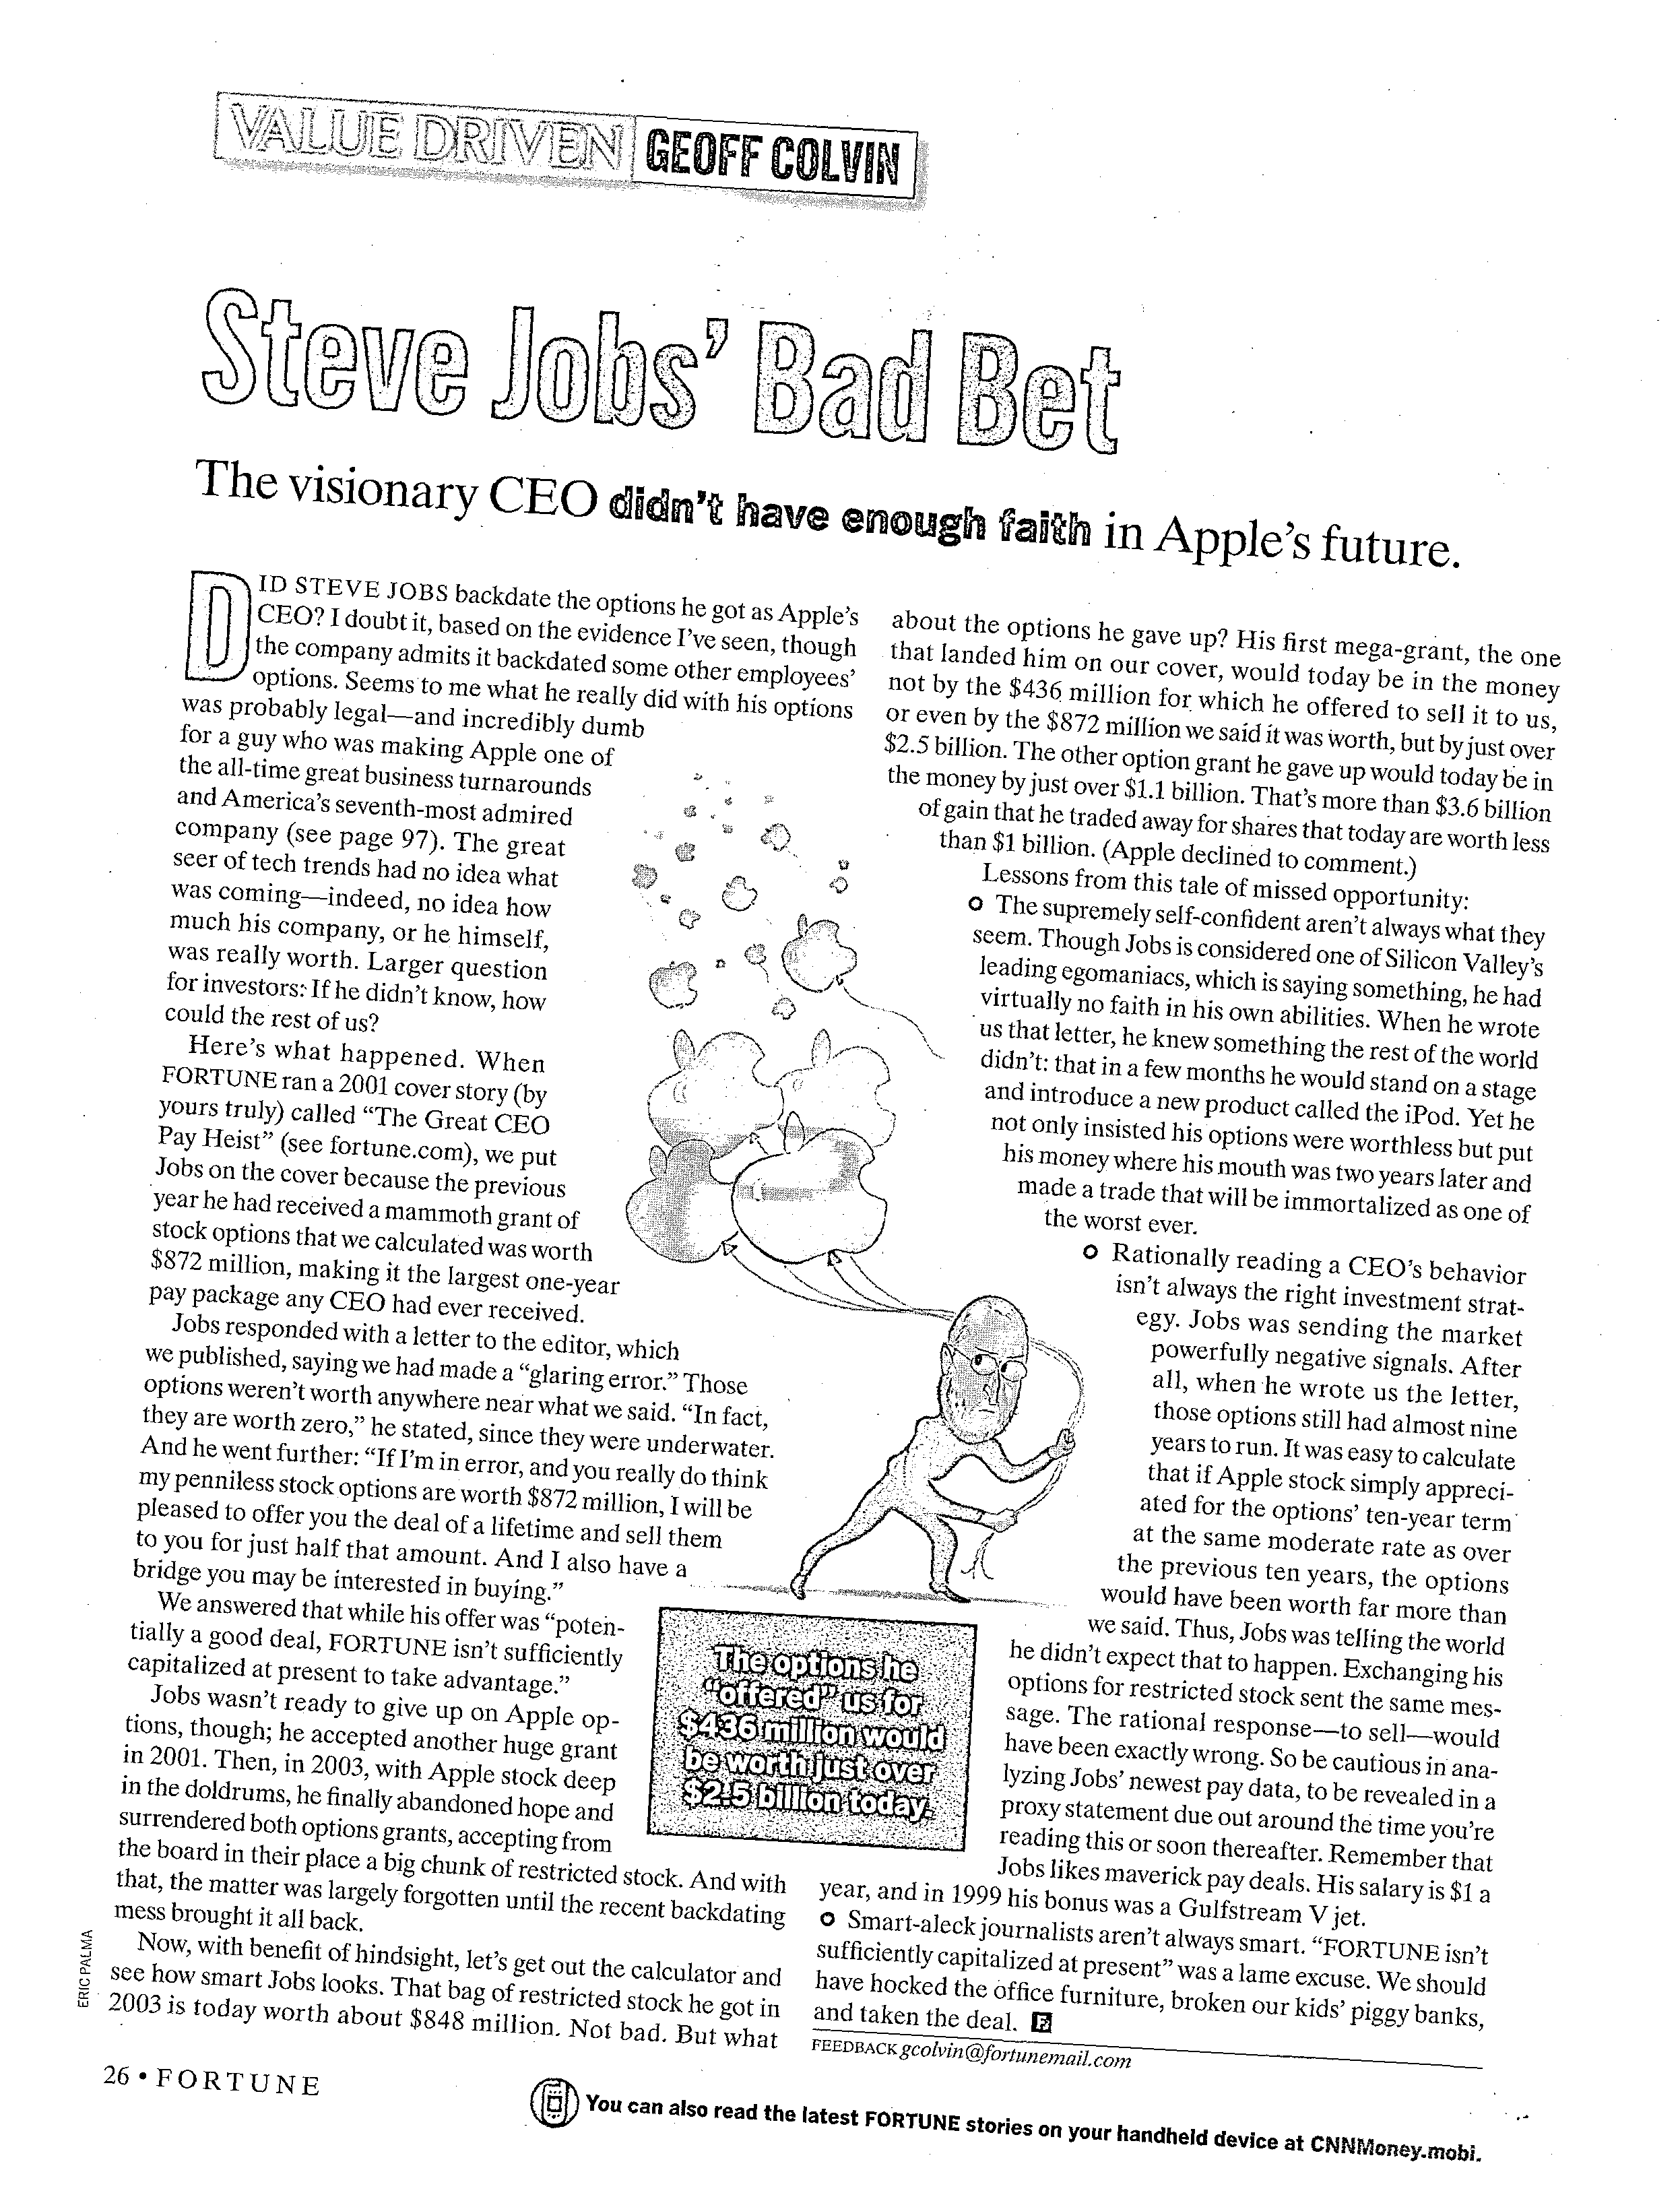 VALUE DRIVEN GEOFF COLVIN
Steve Jobs' Bad Bet
The visionary CEO didn't have enough faith in Apple's future.
DID STEVE JOBS backdate the options he got as Apple's
CEO? I doubt it, based on the evidence I've seen, though
the company admits it backdated some other employees'
options. Seems to me what he really did with his options
was probably legal—and incredibly dumb
for a guy who was making Apple one of
the all-time great business turnarounds
and America's seventh-most admired
company (see page 97). The great
seer of tech trends had no idea what
was coming—indeed, no idea how
much his company, or he himself,
was really worth. Larger question
for investors: If he didn't know, how
could the rest of us?
Here's what happened. When
FORTUNE ran a 2001 cover story (by
yours truly) called "The Great CEO
Pay Heist" (see fortune.com), we put
Jobs on the cover because the previous
year he had received a mammoth grant of
stock options that we calculated was worth
$872 million, making it the largest one-year
pay package any CEO had ever received.
Jobs responded with a letter to the editor, which
we published, saying we had made a "glaring error." Those
options weren't worth anywhere near what we said. "In fact,
they are worth zero," he stated, since they were underwater.
And he went further: "If I'm in error, and you really do think
my penniless stock options are worth $872 million, I will be
pleased to offer you the deal of a lifetime and sell them
to you for just half that amount. And I also have a
bridge you may be interested in buying."
We answered that while his offer was "poten-
tially a good deal, FORTUNE isn't sufficiently
capitalized at present to take advantage."
Jobs wasn't ready to give up on Apple op-
tions, though; he accepted another huge grant
in 2001. Then, in 2003, with Apple stock deep
in the doldrums, he finally abandoned hope and
surrendered both options grants, accepting from
the board in their place a big chunk of restricted stock. And with
that, the matter was largely forgotten until the recent backdating
mess brought it all back.
Now, with benefit of hindsight, let's get out the calculator and
see how smart Jobs looks. That bag of restricted stock he got in
2003 is today worth about $848 million. Not bad. But what
about the options he gave up? His first mega-grant, the one
that landed him on our cover, would today be in the money
not by the $436 million for which he offered to sell it to us,
or even by the $872 million we said it was worth, but by just over
$2.5 billion. The other option grant he gave up would today be in
the money by just over $1.1 billion. That's more than $3.6 billion
of gain that he traded away for shares that today are worth less
than $1 billion. (Apple declined to comment.)
Lessons from this tale of missed opportunity:
o The supremely self-confident aren't always what they
seem. Though Jobs is considered one of Silicon Valley's
leading egomaniacs, which is saying something, he had
virtually no faith in his own abilities. When he wrote
us that letter, he knew something the rest of the world
didn't: that in a few months he would stand on a stage
and introduce a new product called the iPod. Yet he
not only insisted his options were worthless but put
his money where his mouth was two years later and
made a trade that will be immortalized as one of
the worst ever.
o Rationally reading a CEO's behavior
isn't always the right investment strat-
egy. Jobs was sending the market
powerfully negative signals. After
all, when he wrote us the letter,
those options still had almost nine
years to run. It was easy to calculate
that if Apple stock simply appreci-
ated for the options' ten-year term
at the same moderate rate as over
the previous ten years, the options
would have been worth far more than
we said. Thus, Jobs was telling the world
he didn't expect that to happen. Exchanging his
options for restricted stock sent the same mes-
sage. The rational response—to sell—would
have been exactly wrong. So be cautious in ana-
lyzing Jobs' newest pay data, to be revealed in a
proxy statement due out around the time you're
reading this or soon thereafter. Remember that
Jobs likes maverick pay deals. His salary is $1 a
year, and in 1999 his bonus was a Gulfstream V jet.
o Smart-aleck journalists aren't always smart. "FORTUNE isn't
sufficiently capitalized at present" was a lame excuse. We should
have hocked the office furniture, broken our kids' piggy banks,
and taken the deal. F
FEEDBACK gcolvin@fortunemail.com
The options he
"offered" us for
$436 million would
be worth just over
$2.5 billion today.
ERIC PALMA
26 • FORTUNE
You can also read the latest FORTUNE stories on your handheld device at CNNMoney.mobi.